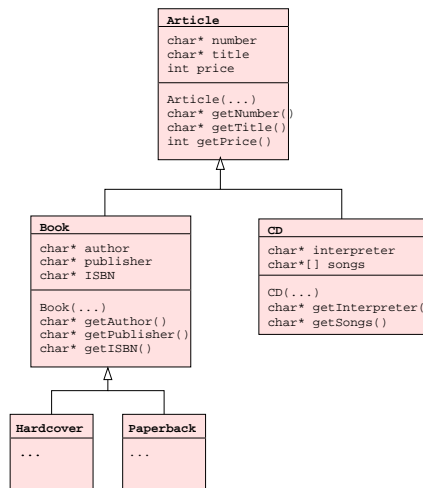 Article
char* number
char* title
int price
Article(...)
char* getNumber()
char* getTitle()
int getPrice()
Book
char* author
char* publisher
char* ISBN
Book(...)
char* getAuthor()
char* getPublisher()
char* getISBN()
CD
char* interpreter
char*[] songs
CD(...)
char* getInterpreter(
char* getSongs()
Hardcover
...
Paperback
...